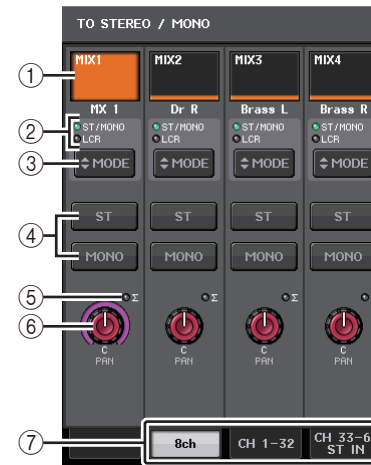 TO STEREO / MONO
MIX1 MIX2 MIX3 MIX4
MX 1 Dr R Brass L Brass R
ST/MONO ST/MONO ST/MONO ST/MONO
LCR LCR LCR LCR
MODE MODE MODE MODE
ST ST ST ST
MONO MONO MONO MONO
Σ Σ Σ Σ
C C C C
PAN PAN PAN PAN
8ch CH 1-32 CH 33-6
ST IN
①
②
③
④
⑤
⑥
⑦